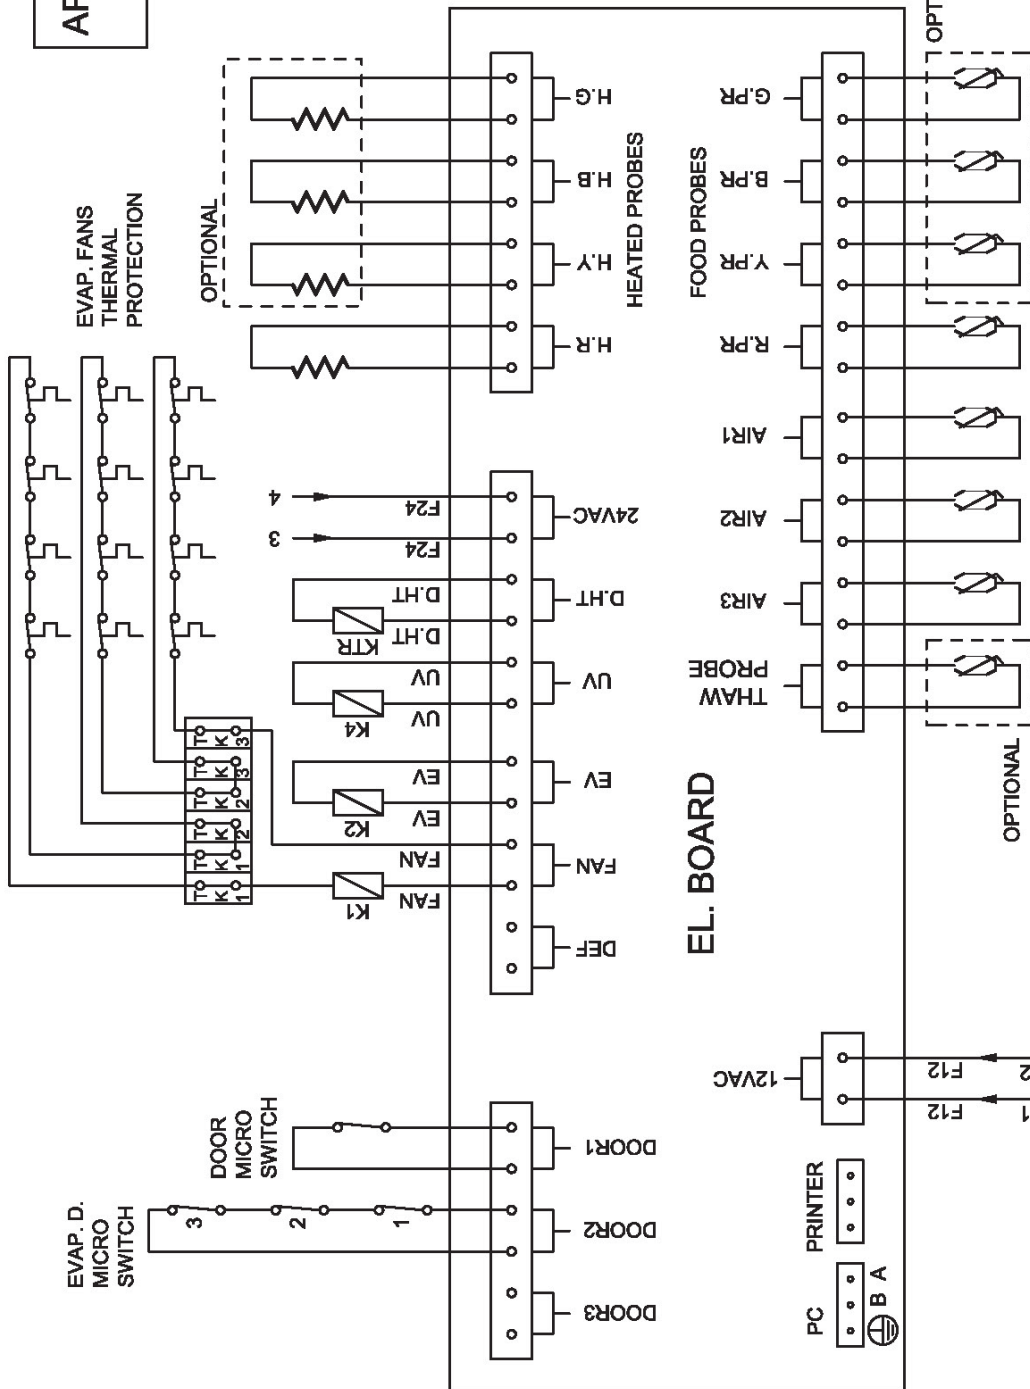 AF
OPT
EVAP. FANS
THERMAL
PROTECTION
OPTIONAL
H.G
H.B
H.Y
H.R
HEATED PROBES
G.PR
B.PR
Y.PR
R.PR
FOOD PROBES
AIR1
AIR2
AIR3
THAW
PROBE
OPTIONAL
4
F24
3
F24
24VAC
D.HT
D.HT
KTR
D.HT
UV
UV
K4
UV
EV
EV
K2
EV
FAN
FAN
K1
FAN
DEF
T K 3
T K 3
T K 2
T K 2
T K 1
T K 1
EL. BOARD
12VAC
F12
2
F12
1
DOOR
MICRO
SWITCH
EVAP. D.
MICRO
SWITCH
3
2
1
DOOR1
DOOR2
DOOR3
PRINTER
PC
B A